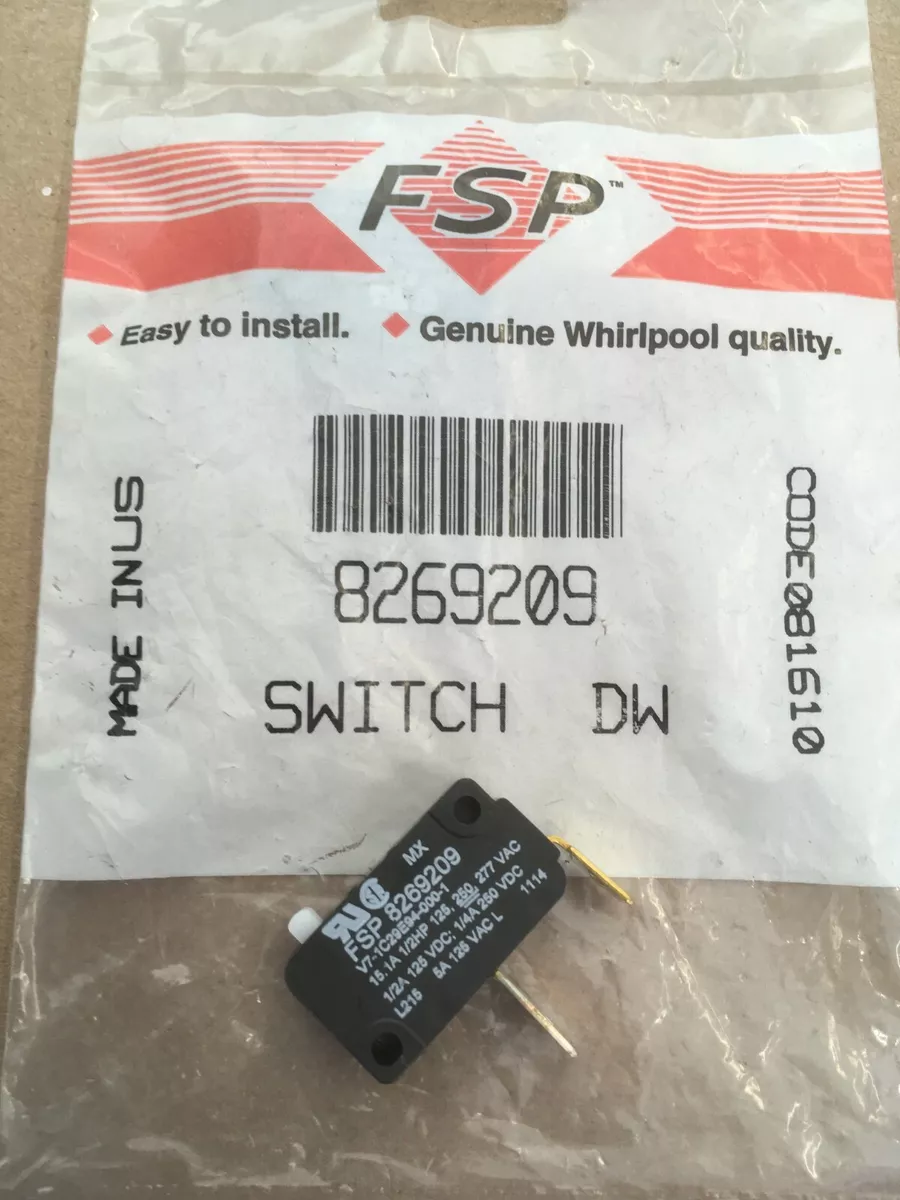 FSP™
Easy to install. Genuine Whirlpool quality.
MADE IN US
8269209
SWITCH DW
CODE081610
MX
FSP 8269209
V7-1C29E94-000-1
15.1A 1/2HP 125, 250, 277 VAC
1/2A 125 VDC; 1/4A 250 VDC
L215 5A 125 VAC L 1114